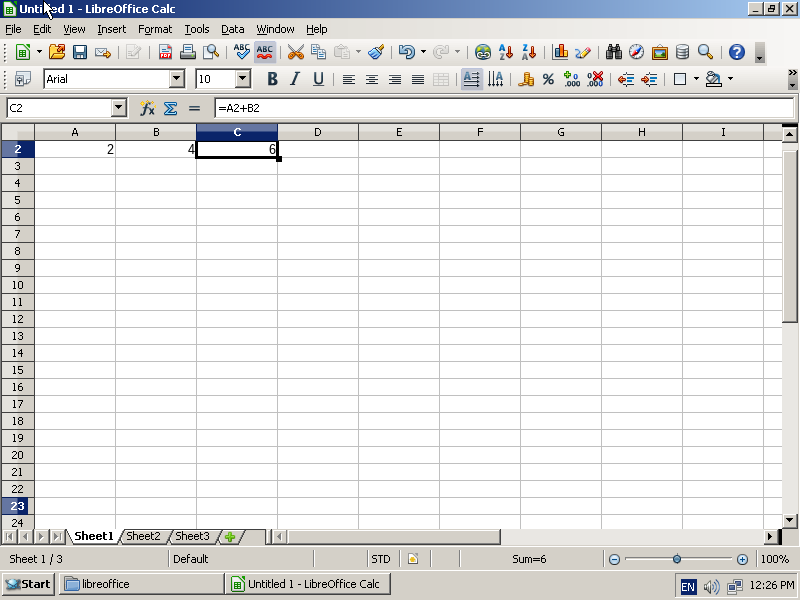 Untitled 1 - LibreOffice Calc
File Edit View Insert Format Tools Data Window Help
Arial 10
C2 =A2+B2
A B C D E F G H I
2 2 4 6
3
4
5
6
7
8
9
10
11
12
13
14
15
16
17
18
19
20
21
22
23
24
Sheet1 Sheet2 Sheet3
Sheet 1 / 3 Default STD Sum=6 100%
Start libreoffice Untitled 1 - LibreOffice Calc EN 12:26 PM